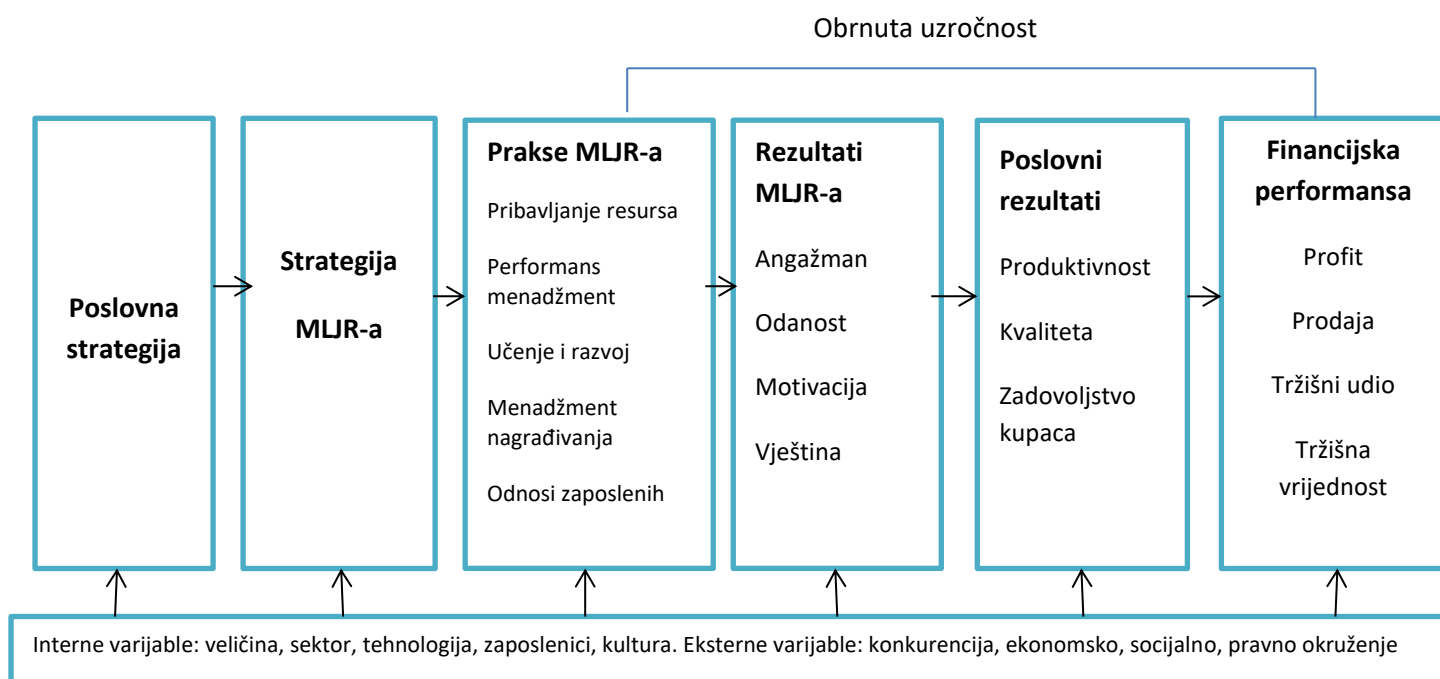 Obrnuta uzročnost
Poslovna
strategija
Strategija
MLJR-a
Prakse MLJR-a
Pribavljanje resursa
Performans
menadžment
Učenje i razvoj
Menadžment
nagrađivanja
Odnosi zaposlenih
Rezultati
MLJR-a
Angažman
Odanost
Motivacija
Vještina
Poslovni
rezultati
Produktivnost
Kvaliteta
Zadovoljstvo
kupaca
Financijska
performansa
Profit
Prodaja
Tržišni udio
Tržišna
vrijednost
Interne varijable: veličina, sektor, tehnologija, zaposlenici, kultura. Eksterne varijable: konkurencija, ekonomsko, socijalno, pravno okruženje